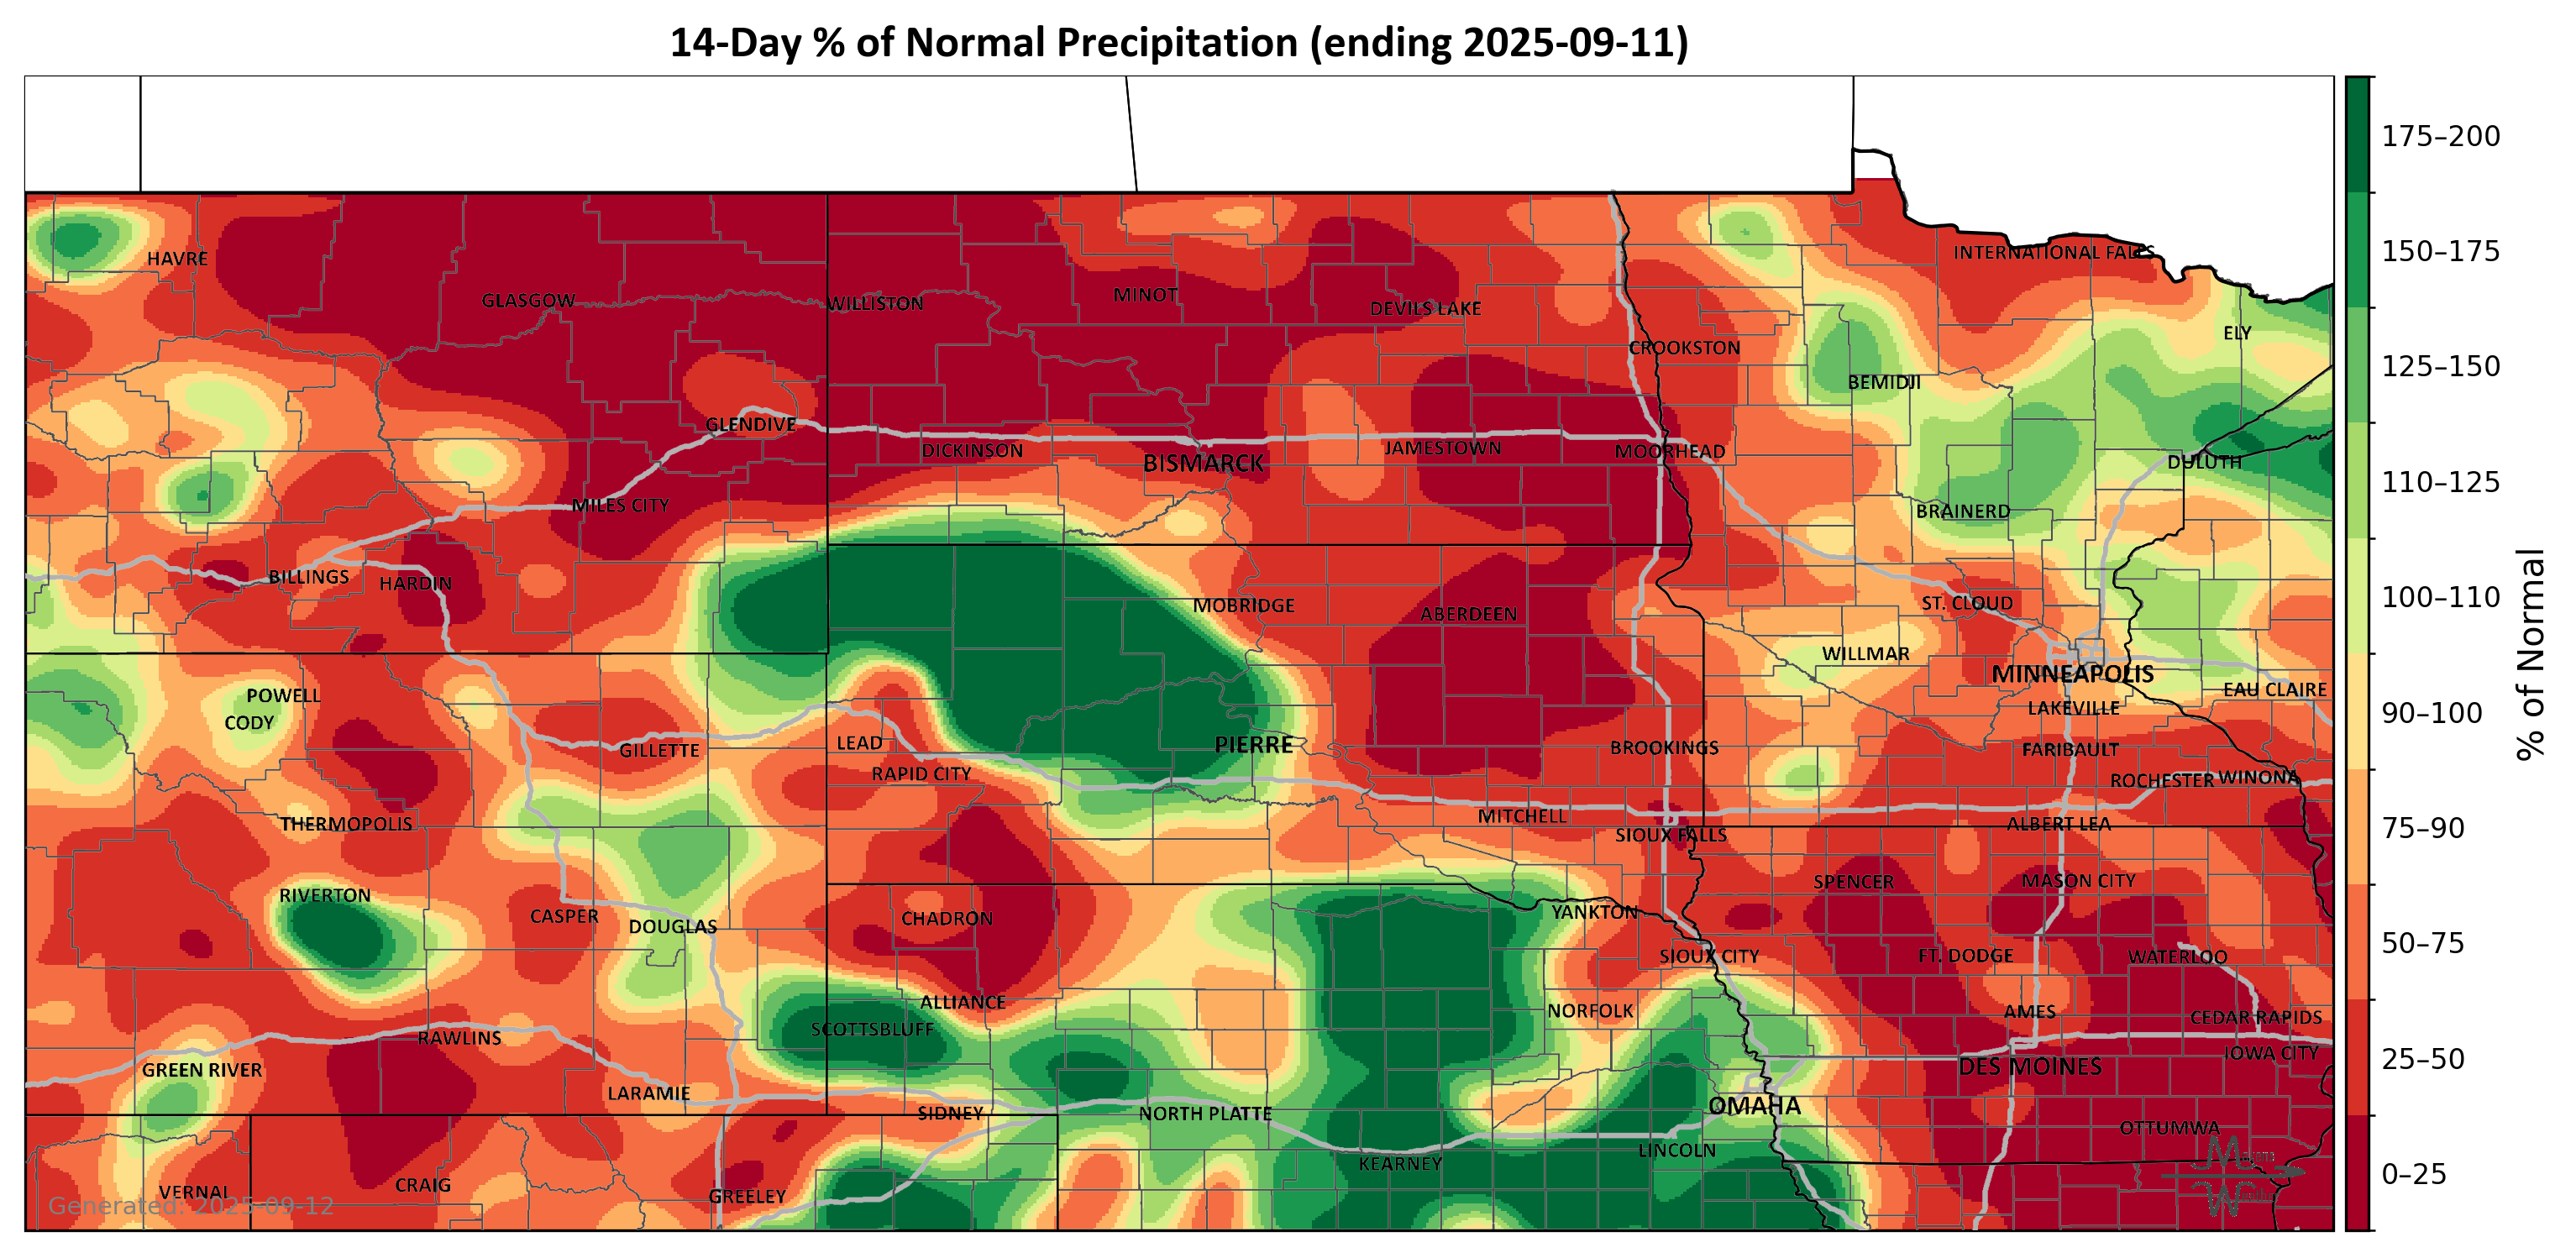 14-Day % of Normal Precipitation (ending 2025-09-11)
175–200
HAVRE
INTERNATIONAL FALLS
150–175
GLASGOW
WILLISTON
MINOT
DEVILS LAKE
ELY
CROOKSTON
125–150
BEMIDJI
GLENDIVE
DICKINSON
BISMARCK
JAMESTOWN
MOORHEAD
DULUTH
110–125
MILES CITY
BRAINERD
BILLINGS
HARDIN
MOBRIDGE
ABERDEEN
ST. CLOUD
100–110
WILLMAR
MINNEAPOLIS
POWELL
EAU CLAIRE
CODY
LAKEVILLE
90–100
% of Normal
GILLETTE
LEAD
PIERRE
BROOKINGS
FARIBAULT
RAPID CITY
ROCHESTER
WINONA
THERMOPOLIS
MITCHELL
SIOUX FALLS
ALBERT LEA
75–90
RIVERTON
SPENCER
MASON CITY
CASPER
DOUGLAS
CHADRON
YANKTON
50–75
SIOUX CITY
FT. DODGE
WATERLOO
ALLIANCE
NORFOLK
AMES
SCOTTSBLUFF
CEDAR RAPIDS
RAWLINS
GREEN RIVER
IOWA CITY
25–50
DES MOINES
LARAMIE
SIDNEY
NORTH PLATTE
OMAHA
OTTUMWA
LINCOLN
KEARNEY
0–25
VERNAL
CRAIG
GREELEY
Generated: 2025-09-12